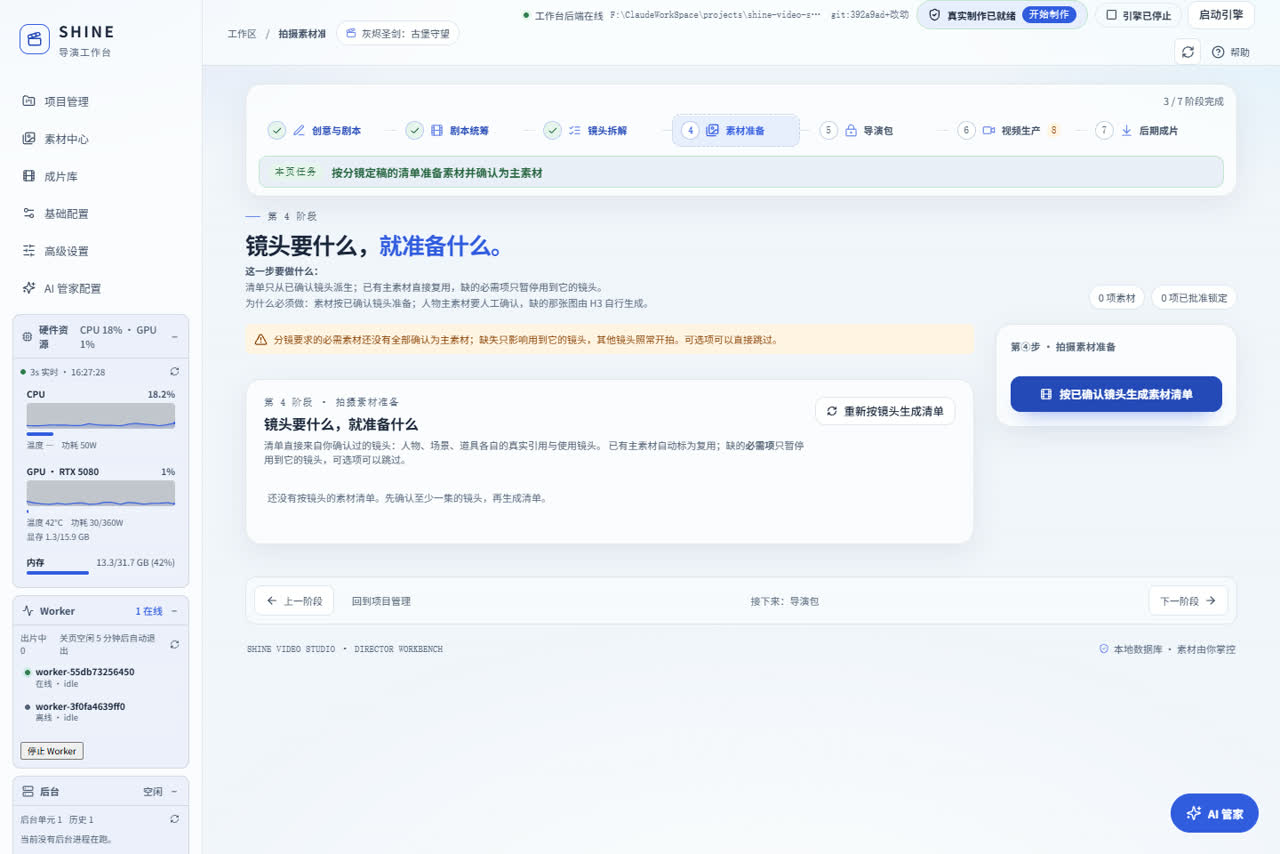 SHINE
导演工作台
项目管理
素材中心
成片库
基础配置
高级设置
AI 管家配置
硬件资源
CPU 18% · GPU 1%
3s 实时 · 16:27:28
CPU 18.2%
温度 — 功耗 50W
GPU · RTX 5080 1%
温度 42°C 功耗 30/360W
显存 1.3/15.9 GB
内存 13.3/31.7 GB (42%)
Worker 1 在线
出片中 0
关页空闲 5 分钟后自动退出
worker-55db73256450
在线 · idle
worker-3f0fa4639ff0
离线 · idle
停止 Worker
后台 空闲
后台单元 1 历史 1
当前没有后台进程在跑。
工作区 / 拍摄素材准 灰烬圣剑：古堡守望
工作台后端在线 F:\ClaudeWorkSpace\projects\shine-video-s··· git:392a9ad+改动
真实制作已就绪 开始制作
引擎已停止
启动引擎
帮助
3 / 7 阶段完成
创意与剧本
剧本统筹
镜头拆解
4 素材准备
5 导演包
6 视频生产 8
7 后期成片
本页任务 按分镜定稿的清单准备素材并确认为主素材
第 4 阶段
镜头要什么，就准备什么。
这一步要做什么：
清单只从已确认镜头派生；已有主素材直接复用，缺的必需项只暂停用到它的镜头。
为什么必须做：素材按已确认镜头准备；人物主素材要人工确认，缺的那张图由 H3 自行生成。
0 项素材
0 项已批准锁定
分镜要求的必需素材还没有全部确认为主素材；缺失只影响用到它的镜头，其他镜头照常开拍。可选项可以直接跳过。
第④步 · 拍摄素材准备
按已确认镜头生成素材清单
第 4 阶段 · 拍摄素材准备
镜头要什么，就准备什么
重新按镜头生成清单
清单直接来自你确认过的镜头：人物、场景、道具各自的真实引用与使用镜头。 已有主素材自动标为复用；缺的必需项只暂停
用到它的镜头，可选项可以跳过。
还没有按镜头的素材清单。先确认至少一集的镜头，再生成清单。
上一阶段
回到项目管理
接下来：导演包
下一阶段
SHINE VIDEO STUDIO · DIRECTOR WORKBENCH
本地数据库 · 素材由你掌控
AI 管家